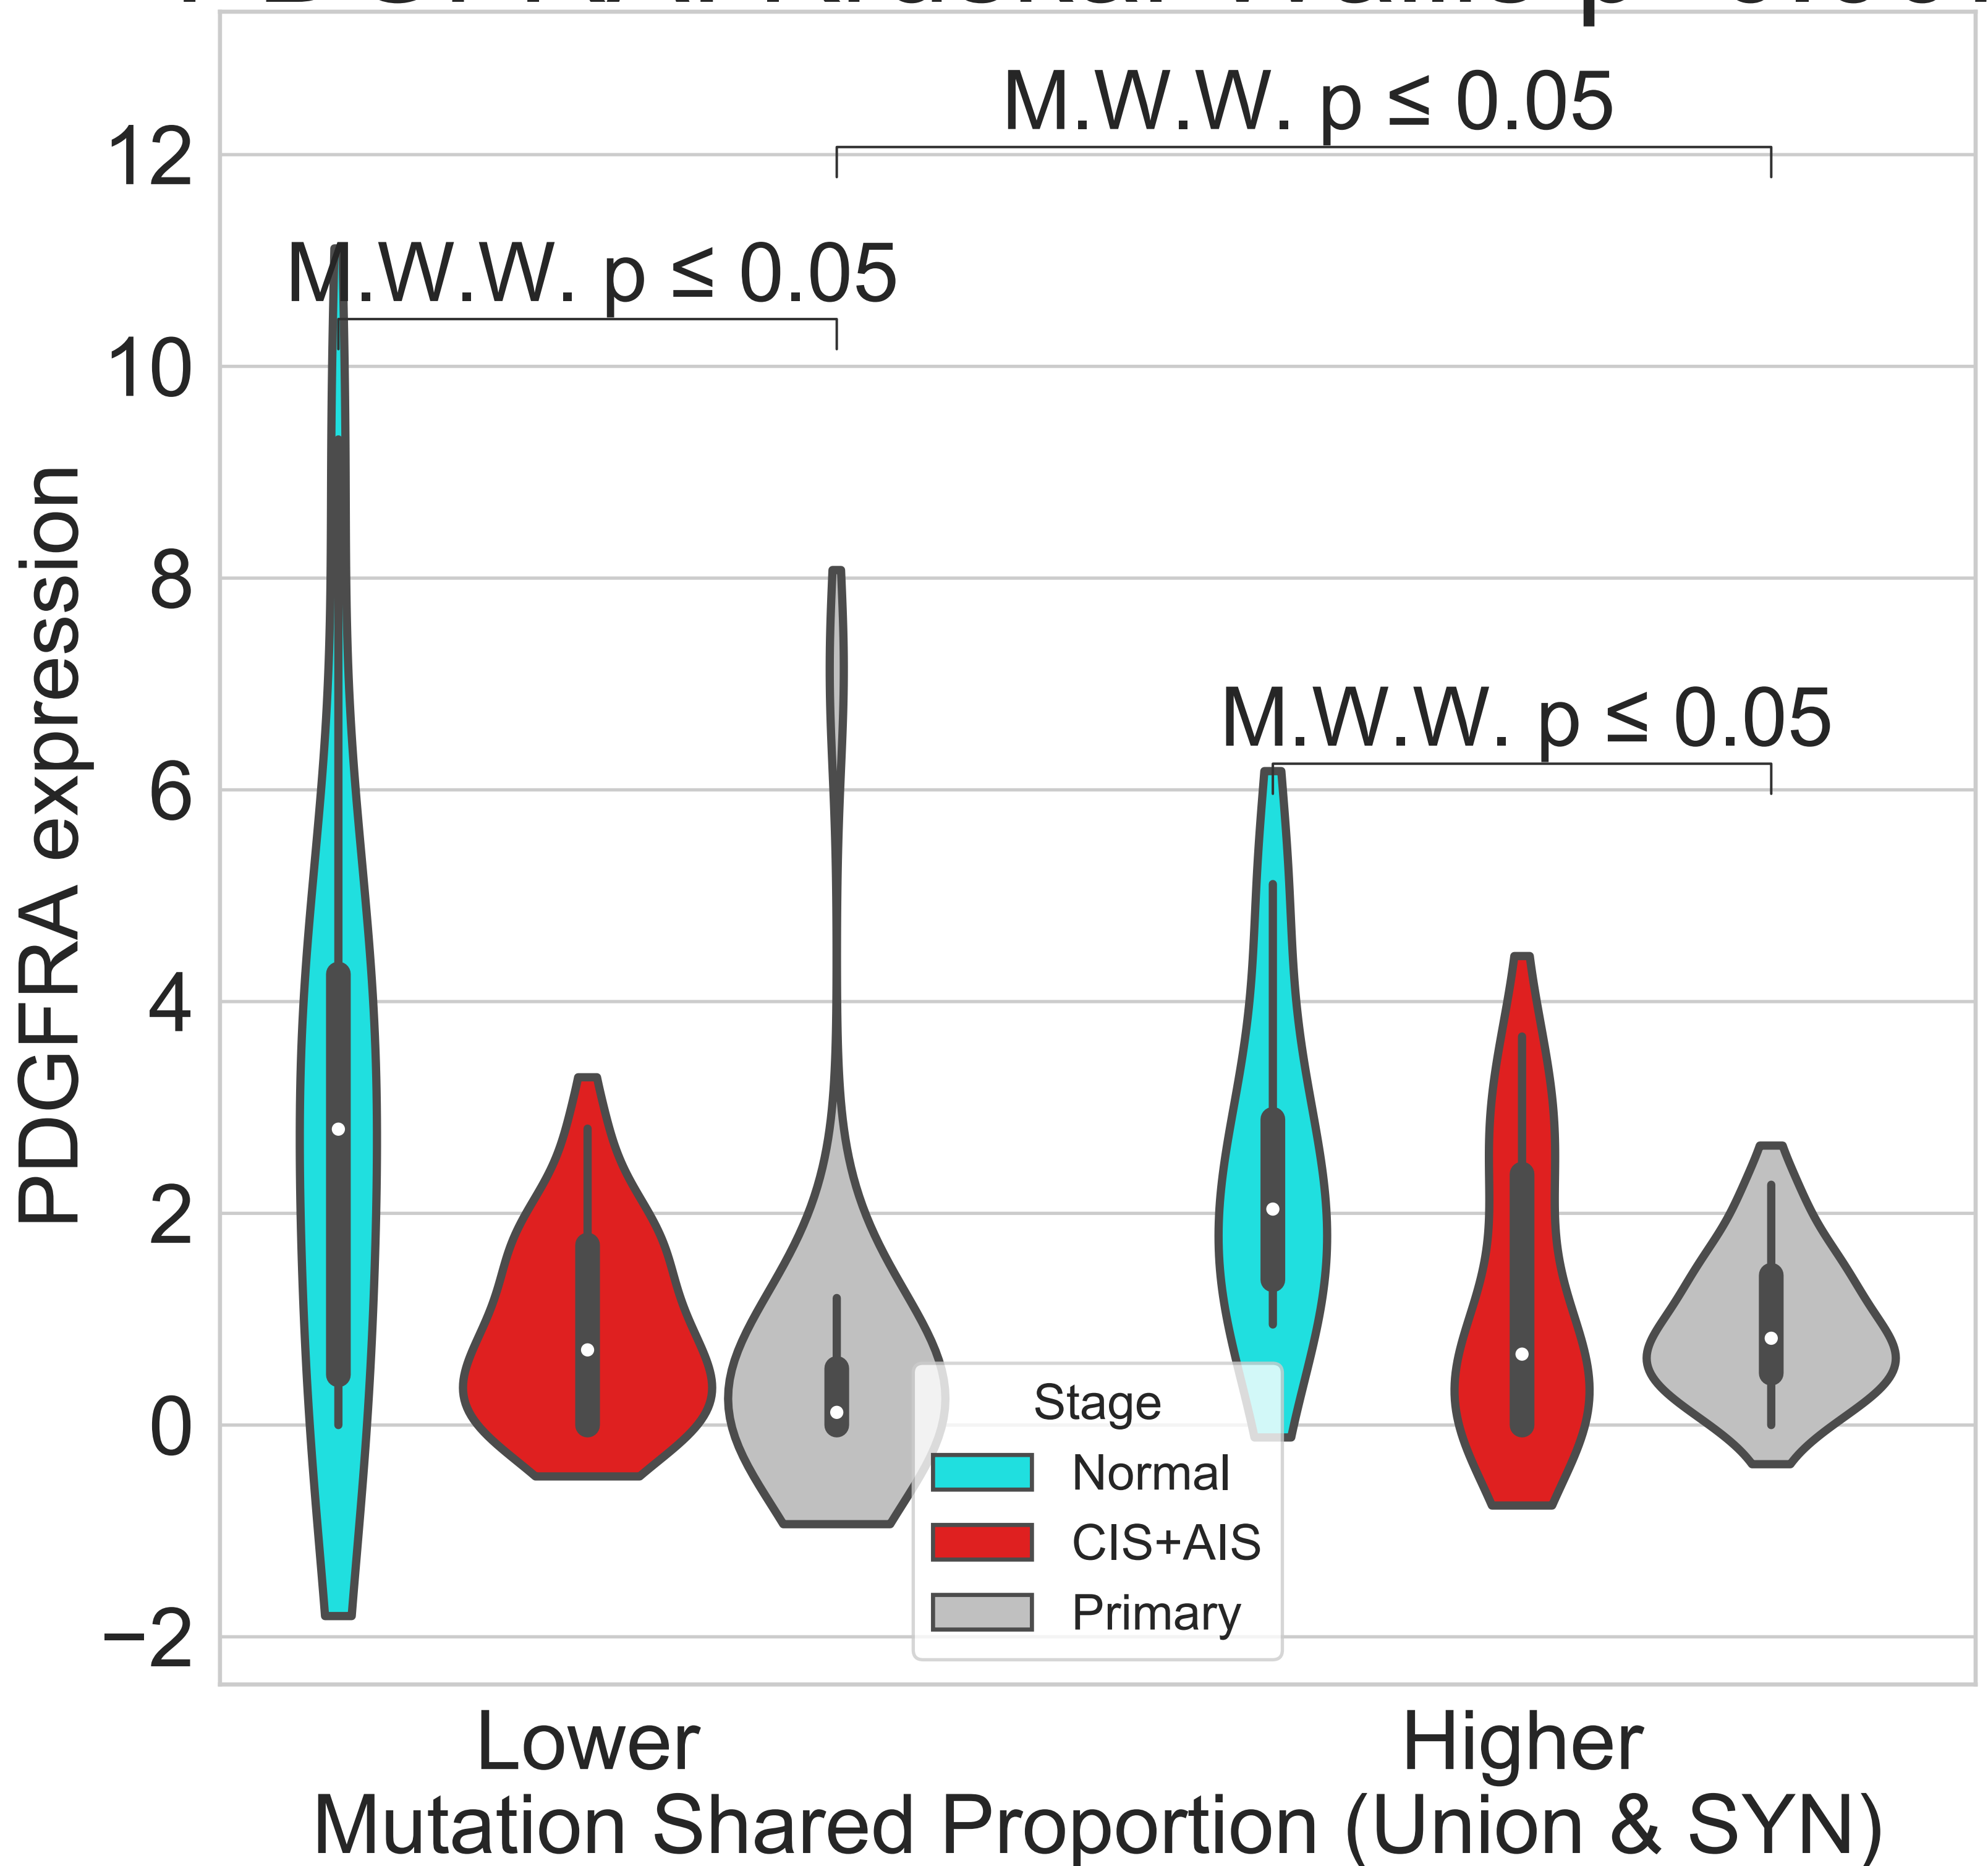 M.W.W. p ≤ 0.05
12
M.W.W. p ≤ 0.05
10
8
M.W.W. p ≤ 0.05
6
4
2
0
−2
PDGFRA expression
Stage
Normal
CIS+AIS
Primary
Lower
Higher
Mutation Shared Proportion (Union & SYN)